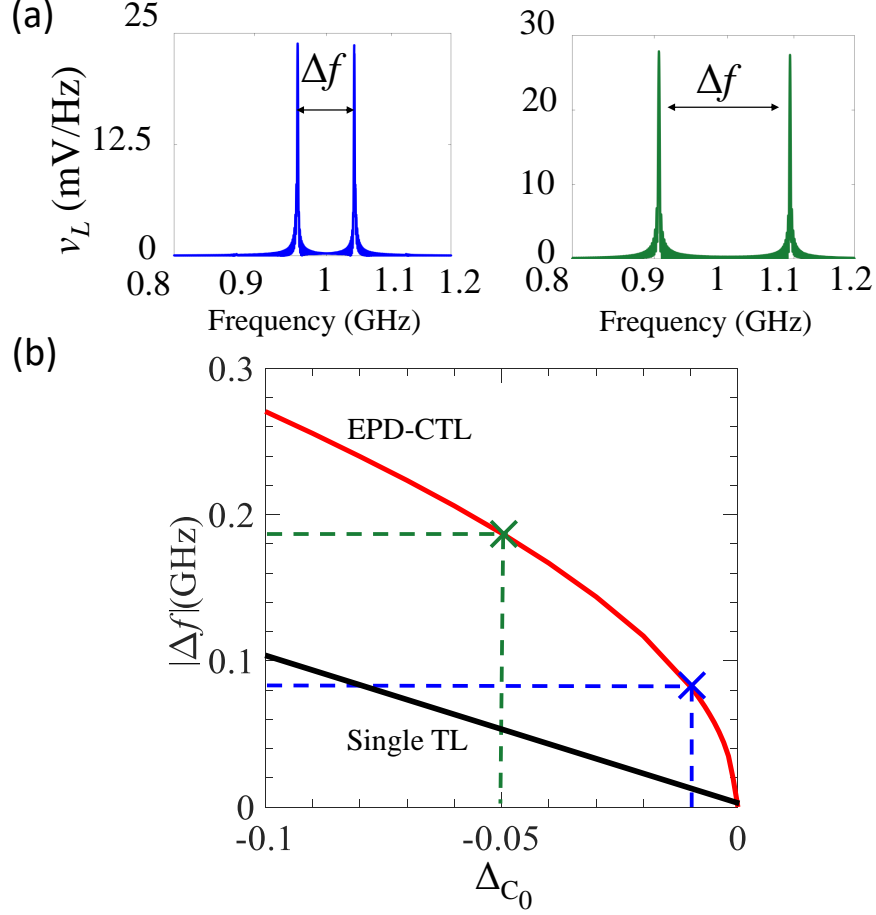 (a)
25
12.5
0
v_L (mV/Hz)
Δf
0.8 0.9 1 1.1 1.2
Frequency (GHz)
30
20
10
0
Δf
0.8 0.9 1 1.1 1.2
Frequency (GHz)
(b)
0.3
0.2
0.1
0
|Δf|(GHz)
EPD-CTL
Single TL
-0.1 -0.05 0
Δ_{C_0}